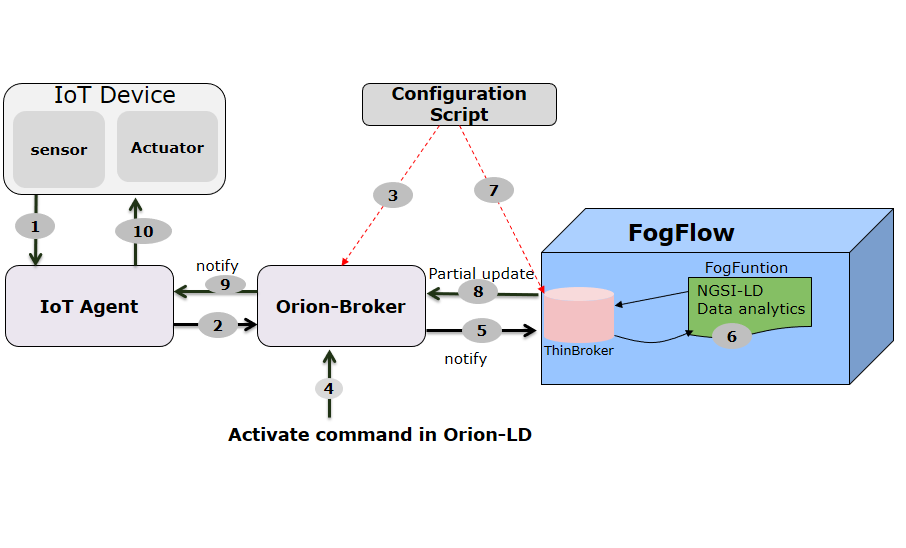 IoT Device
sensor
Actuator
Configuration
Script
1
10
3
7
FogFlow
notify
9
Partial update
8
FogFuntion
NGSI-LD
Data analytics
IoT Agent
Orion-Broker
2
5
6
notify
ThinBroker
4
Activate command in Orion-LD